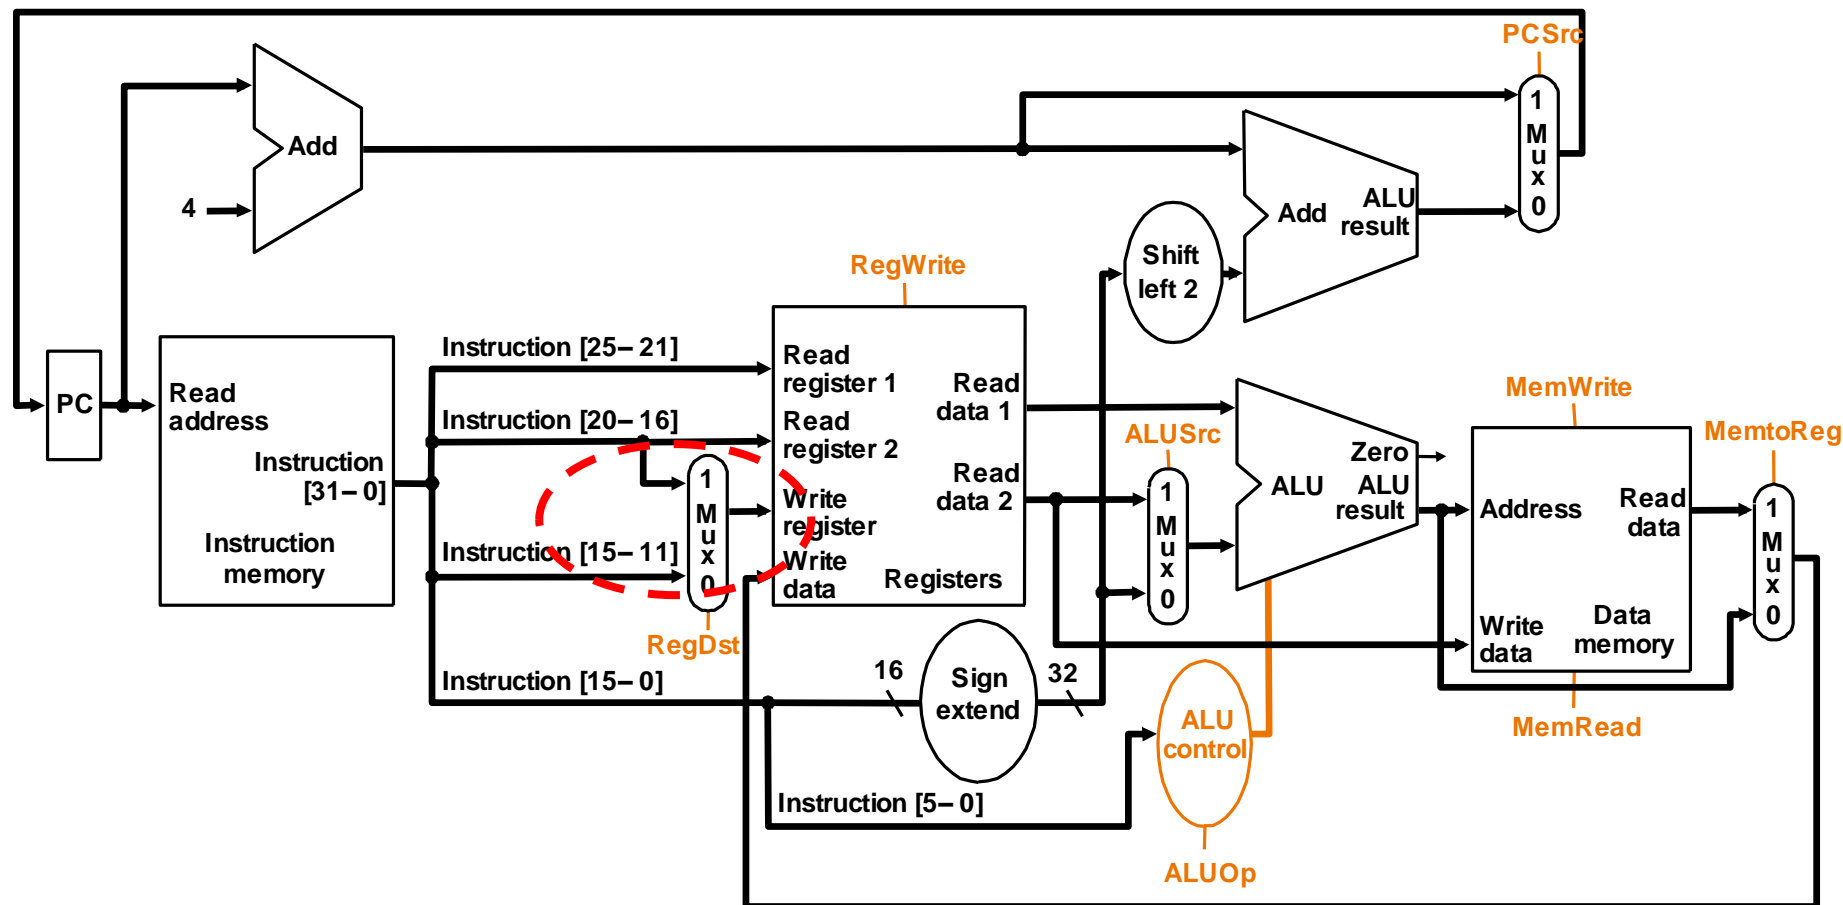 PCSrc
1
M
u
x
0
Add
4
Add
ALU
result
Shift
left 2
RegWrite
PC
Read
address
Instruction
[31– 0]
Instruction
memory
Instruction [25– 21]
Instruction [20– 16]
Instruction [15– 11]
Instruction [15– 0]
1
M
u
x
0
RegDst
Read
register 1
Read
register 2
Write
register
Write
data
Read
data 1
Read
data 2
Registers
16
Sign
extend
32
Instruction [5– 0]
ALUSrc
1
M
u
x
0
Zero
ALU
ALU
result
ALU
control
ALUOp
MemWrite
Address
Read
data
Write
data
Data
memory
MemRead
MemtoReg
1
M
u
x
0